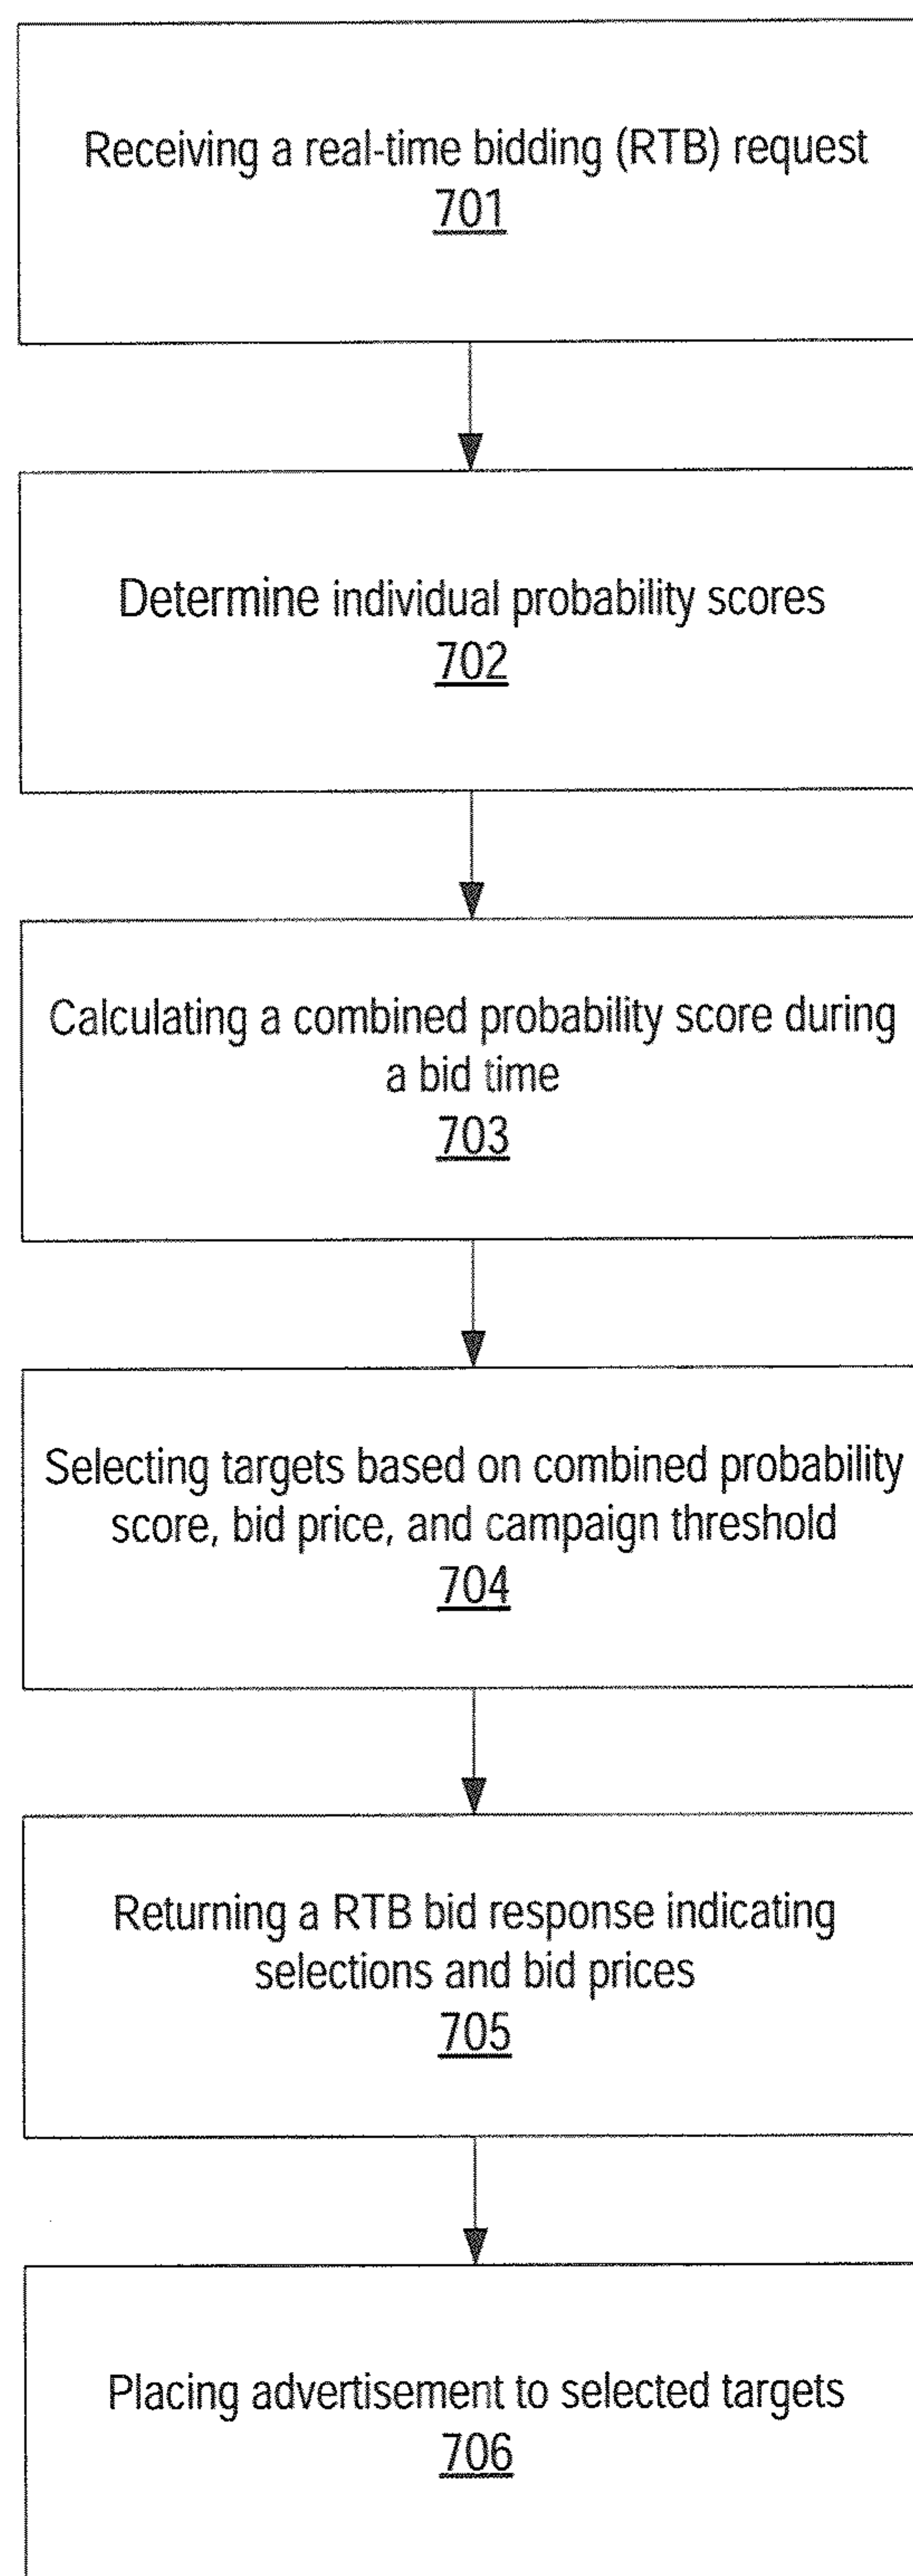 Receiving a real-time bidding (RTB) request
701
Determine individual probability scores
702
Calculating a combined probability score during
a bid time
703
Selecting targets based on combined probability
score, bid price, and campaign threshold
704
Returning a RTB bid response indicating
selections and bid prices
705
Placing advertisement to selected targets
706